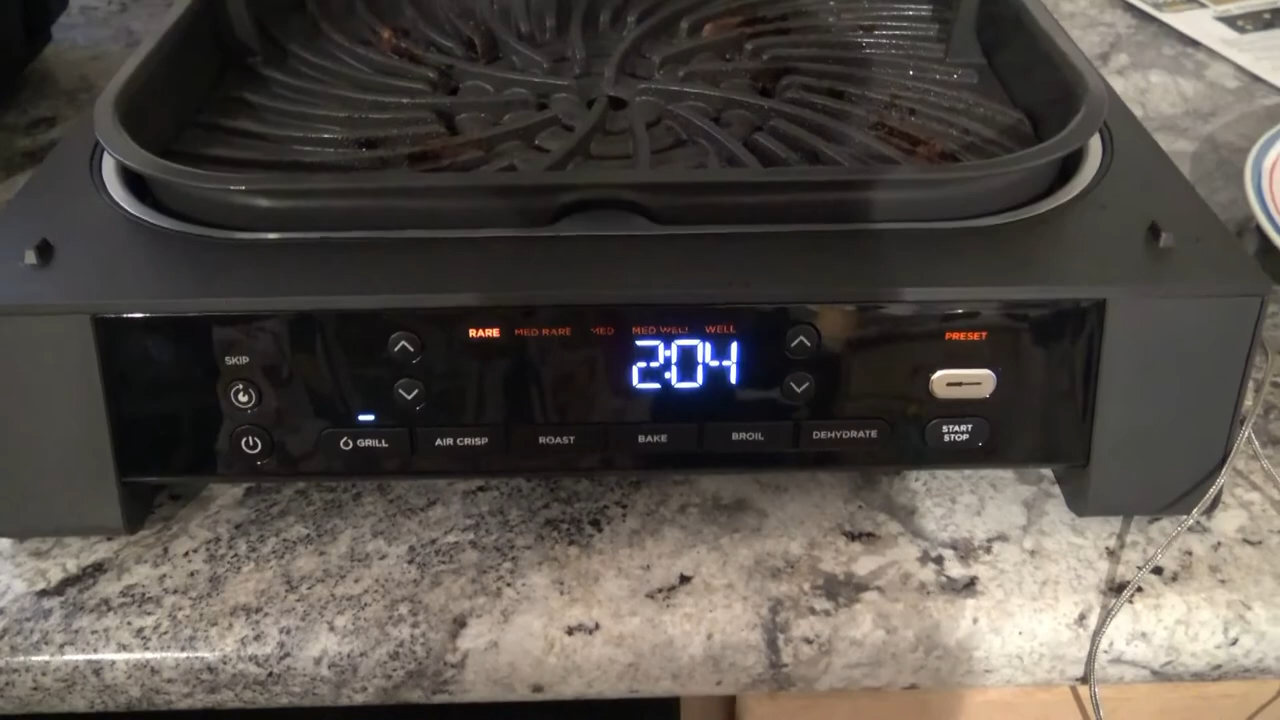 RARE MED RARE MED MED WELL WELL
PRESET
SKIP
2:04
GRILL AIR CRISP ROAST BAKE BROIL DEHYDRATE
START
STOP